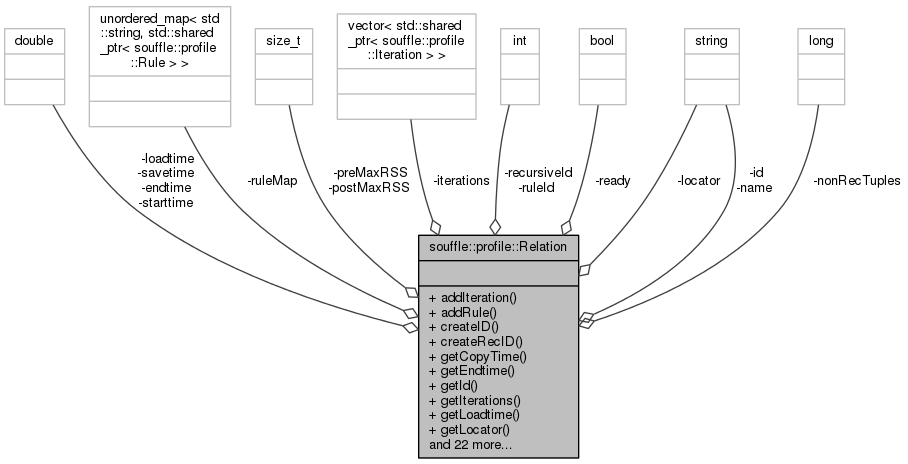 double
unordered_map< std
::string, std::shared
_ptr< souffle::profile
::Rule > >
size_t
vector< std::shared
_ptr< souffle::profile
::Iteration > >
int
bool
string
long
-loadtime
-savetime
-endtime
-starttime
-ruleMap
-preMaxRSS
-postMaxRSS
-iterations
-recursiveId
-ruleId
-ready
-locator
-id
-name
-nonRecTuples
souffle::profile::Relation
+ addIteration()
+ addRule()
+ createID()
+ createRecID()
+ getCopyTime()
+ getEndtime()
+ getId()
+ getIterations()
+ getLoadtime()
+ getLocator()
and 22 more...